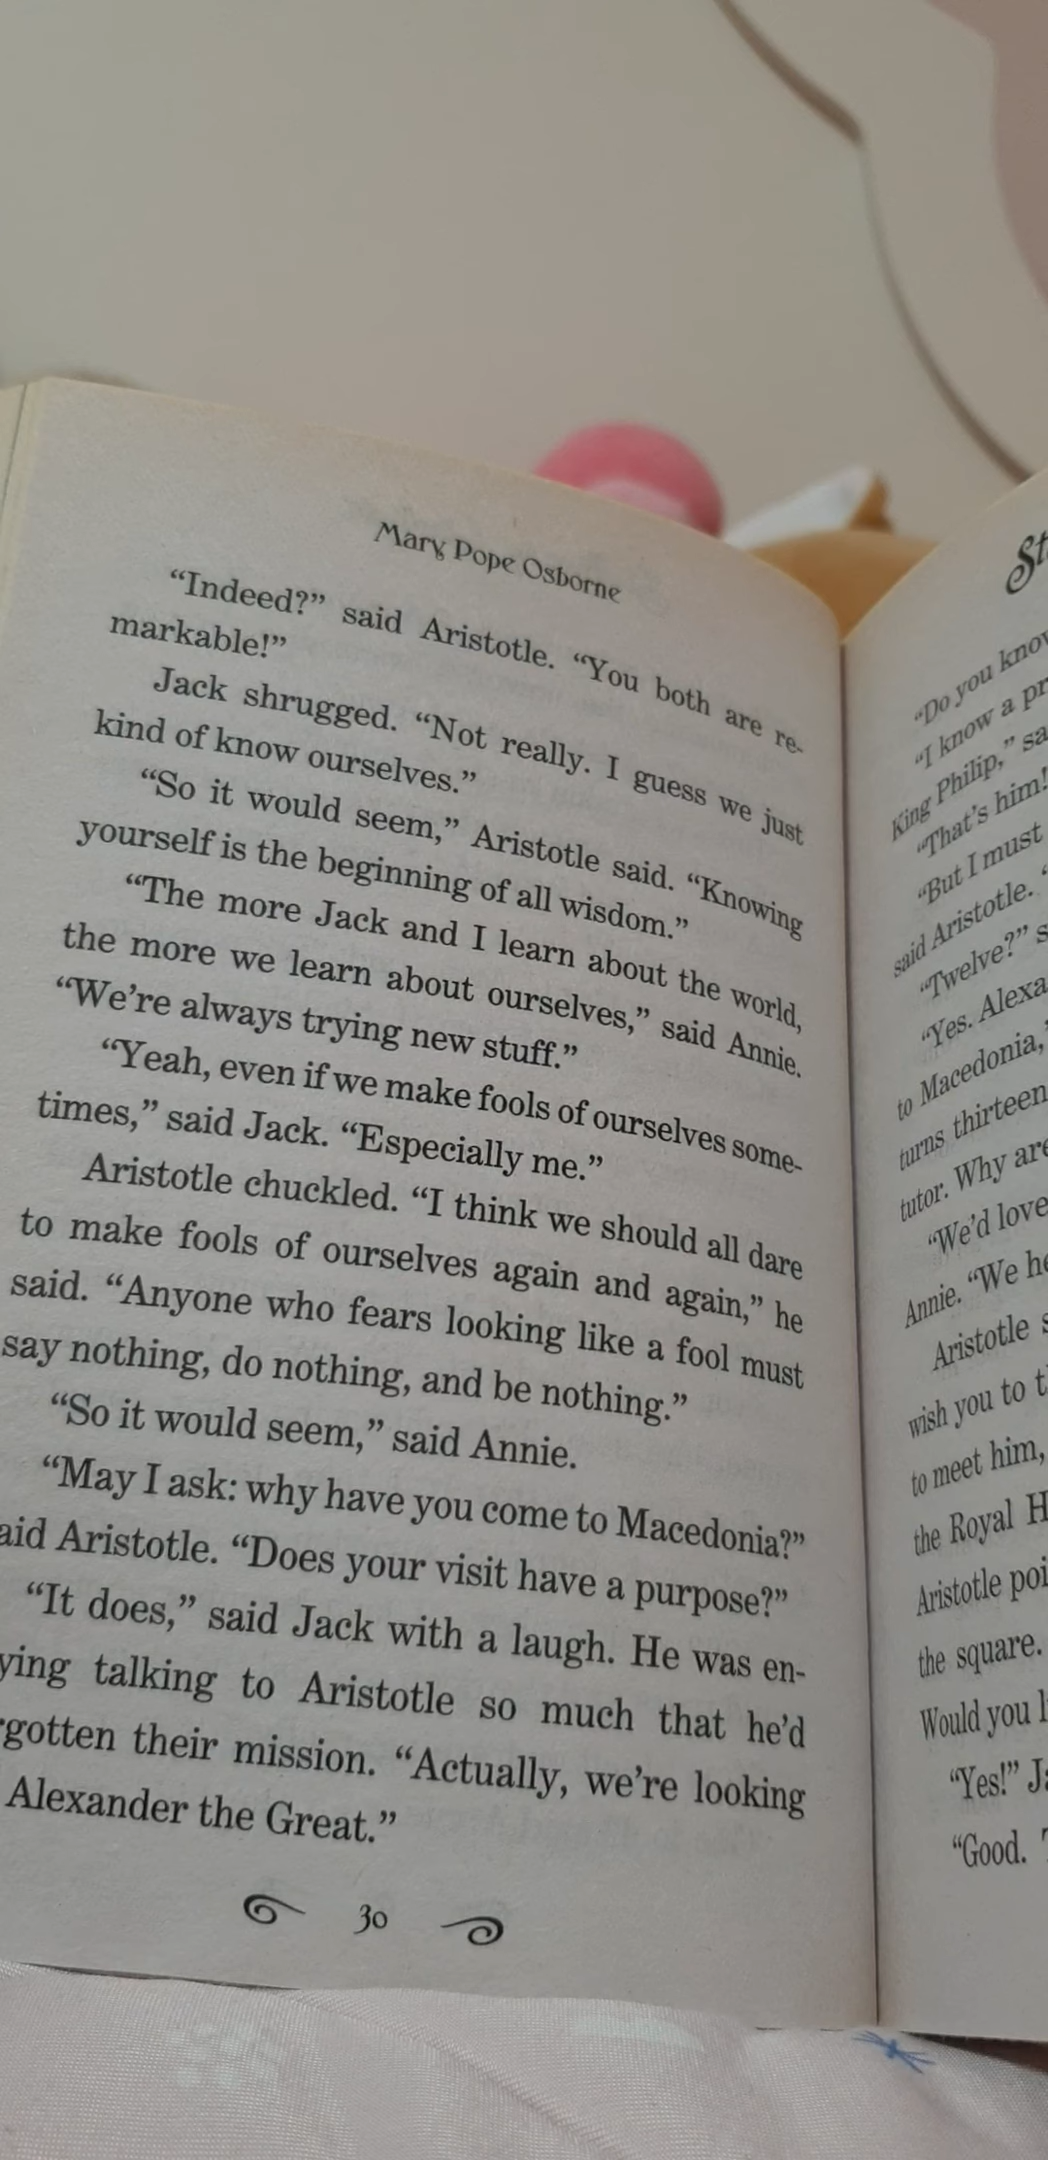 Mary Pope Osborne
“Indeed?” said Aristotle. “You both are re-
markable!”
Jack shrugged. “Not really. I guess we just
kind of know ourselves.”
“So it would seem,” Aristotle said. “Knowing
yourself is the beginning of all wisdom.”
“The more Jack and I learn about the world,
the more we learn about ourselves,” said Annie.
“We’re always trying new stuff.”
“Yeah, even if we make fools of ourselves some-
times,” said Jack. “Especially me.”
Aristotle chuckled. “I think we should all dare
to make fools of ourselves again and again,” he
said. “Anyone who fears looking like a fool must
say nothing, do nothing, and be nothing.”
“So it would seem,” said Annie.
“May I ask: why have you come to Macedonia?”
aid Aristotle. “Does your visit have a purpose?”
“It does,” said Jack with a laugh. He was en-
ying talking to Aristotle so much that he’d
gotten their mission. “Actually, we’re looking
Alexander the Great.”
30
St
“Do you know
“I know a pr
King Philip,” sa
“That’s him!
“But I must
said Aristotle. “
“Twelve?” s
“Yes. Alexa
to Macedonia,”
turns thirteen
tutor. Why are
“We’d love
Annie. “We he
Aristotle s
wish you to t
to meet him,
the Royal H
Aristotle poi
the square.
Would you l
“Yes!” Ja
“Good. T